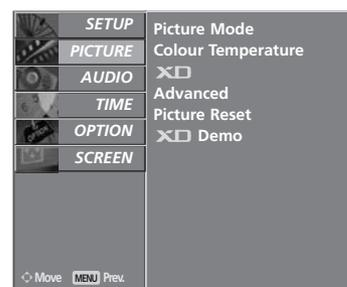 SETUP
PICTURE
AUDIO
TIME
OPTION
SCREEN
Move MENU Prev.
Picture Mode
Colour Temperature
XD
Advanced
Picture Reset
XD Demo